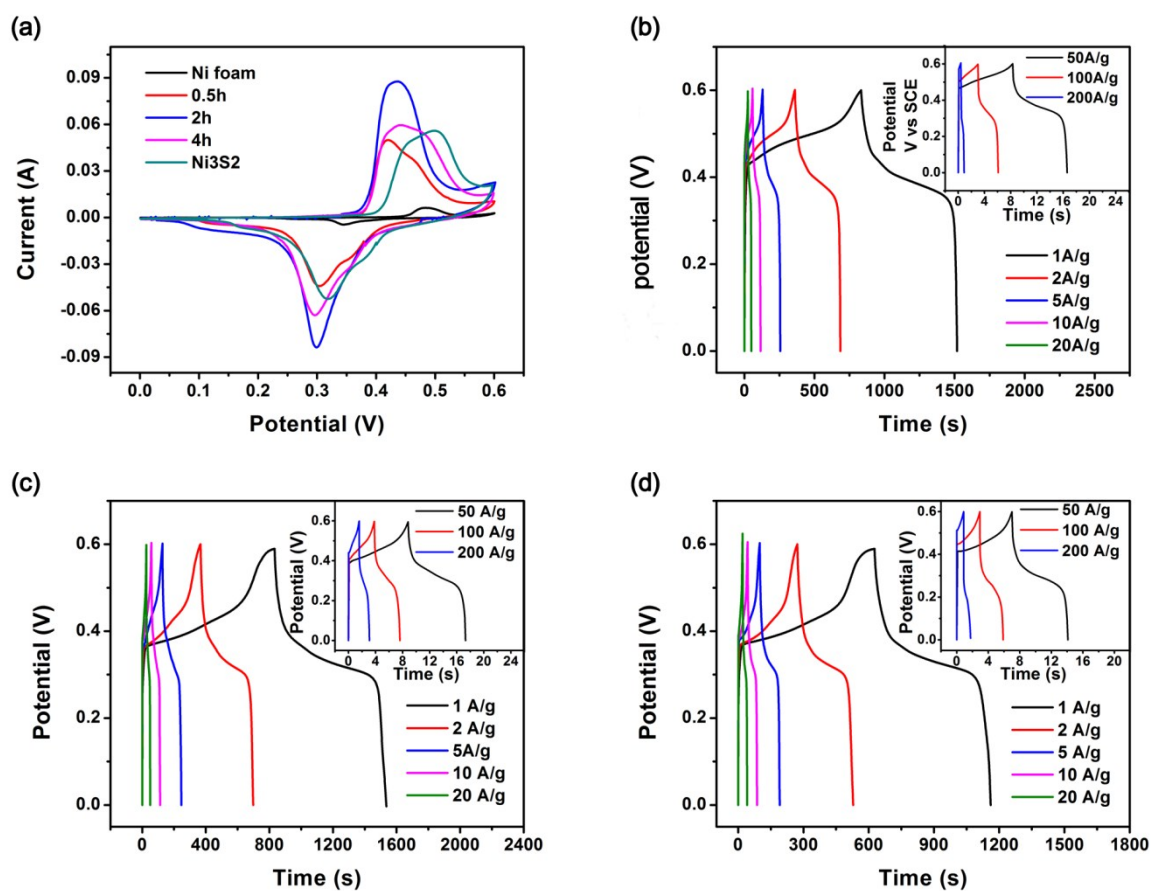 (a)
Current (A)
0.09
0.06
0.03
0.00
-0.03
-0.06
-0.09
Ni foam
0.5h
2h
4h
Ni3S2
0.0 0.1 0.2 0.3 0.4 0.5 0.6
Potential (V)
(b)
potential (V)
0.6
0.4
0.2
0.0
Potential
V vs SCE
0.6
0.4
0.2
0.0
50A/g
100A/g
200A/g
0 4 8 12 16 20 24
Time (s)
1A/g
2A/g
5A/g
10A/g
20A/g
0 500 1000 1500 2000 2500
Time (s)
(c)
Potential (V)
0.6
0.4
0.2
0.0
Potential (V)
0.6
0.4
0.2
0.0
50 A/g
100 A/g
200 A/g
0 4 8 12 16 20 24
Time (s)
1 A/g
2 A/g
5A/g
10 A/g
20 A/g
0 400 800 1200 1600 2000 2400
Time (s)
(d)
Potential (V)
0.6
0.4
0.2
0.0
Potential (V)
0.6
0.4
0.2
0.0
50 A/g
100 A/g
200 A/g
0 4 8 12 16 20
Time (s)
1 A/g
2 A/g
5 A/g
10 A/g
20 A/g
0 300 600 900 1200 1500 1800
Time (s)